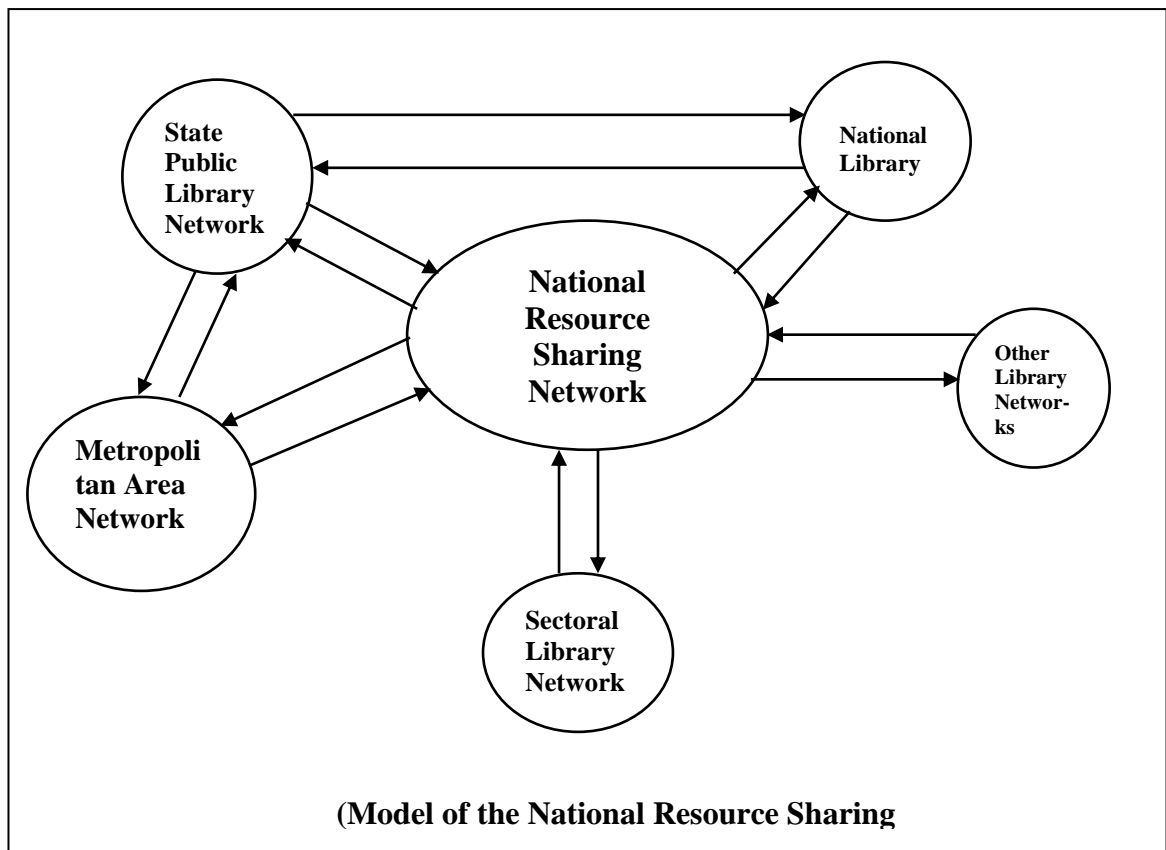 State
Public
Library
Network
National
Library
National
Resource
Sharing
Network
Other
Library
Networ-
ks
Metropoli
tan Area
Network
Sectoral
Library
Network
(Model of the National Resource Sharing